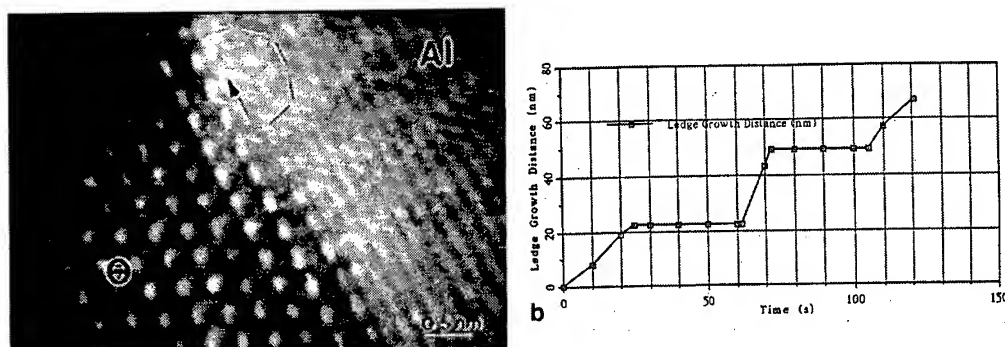 Al
θ
80
60
40
20
0
Ledge Growth Distance (nm)
Ledge Growth Distance (nm)
0
50
100
150
Time (s)
b